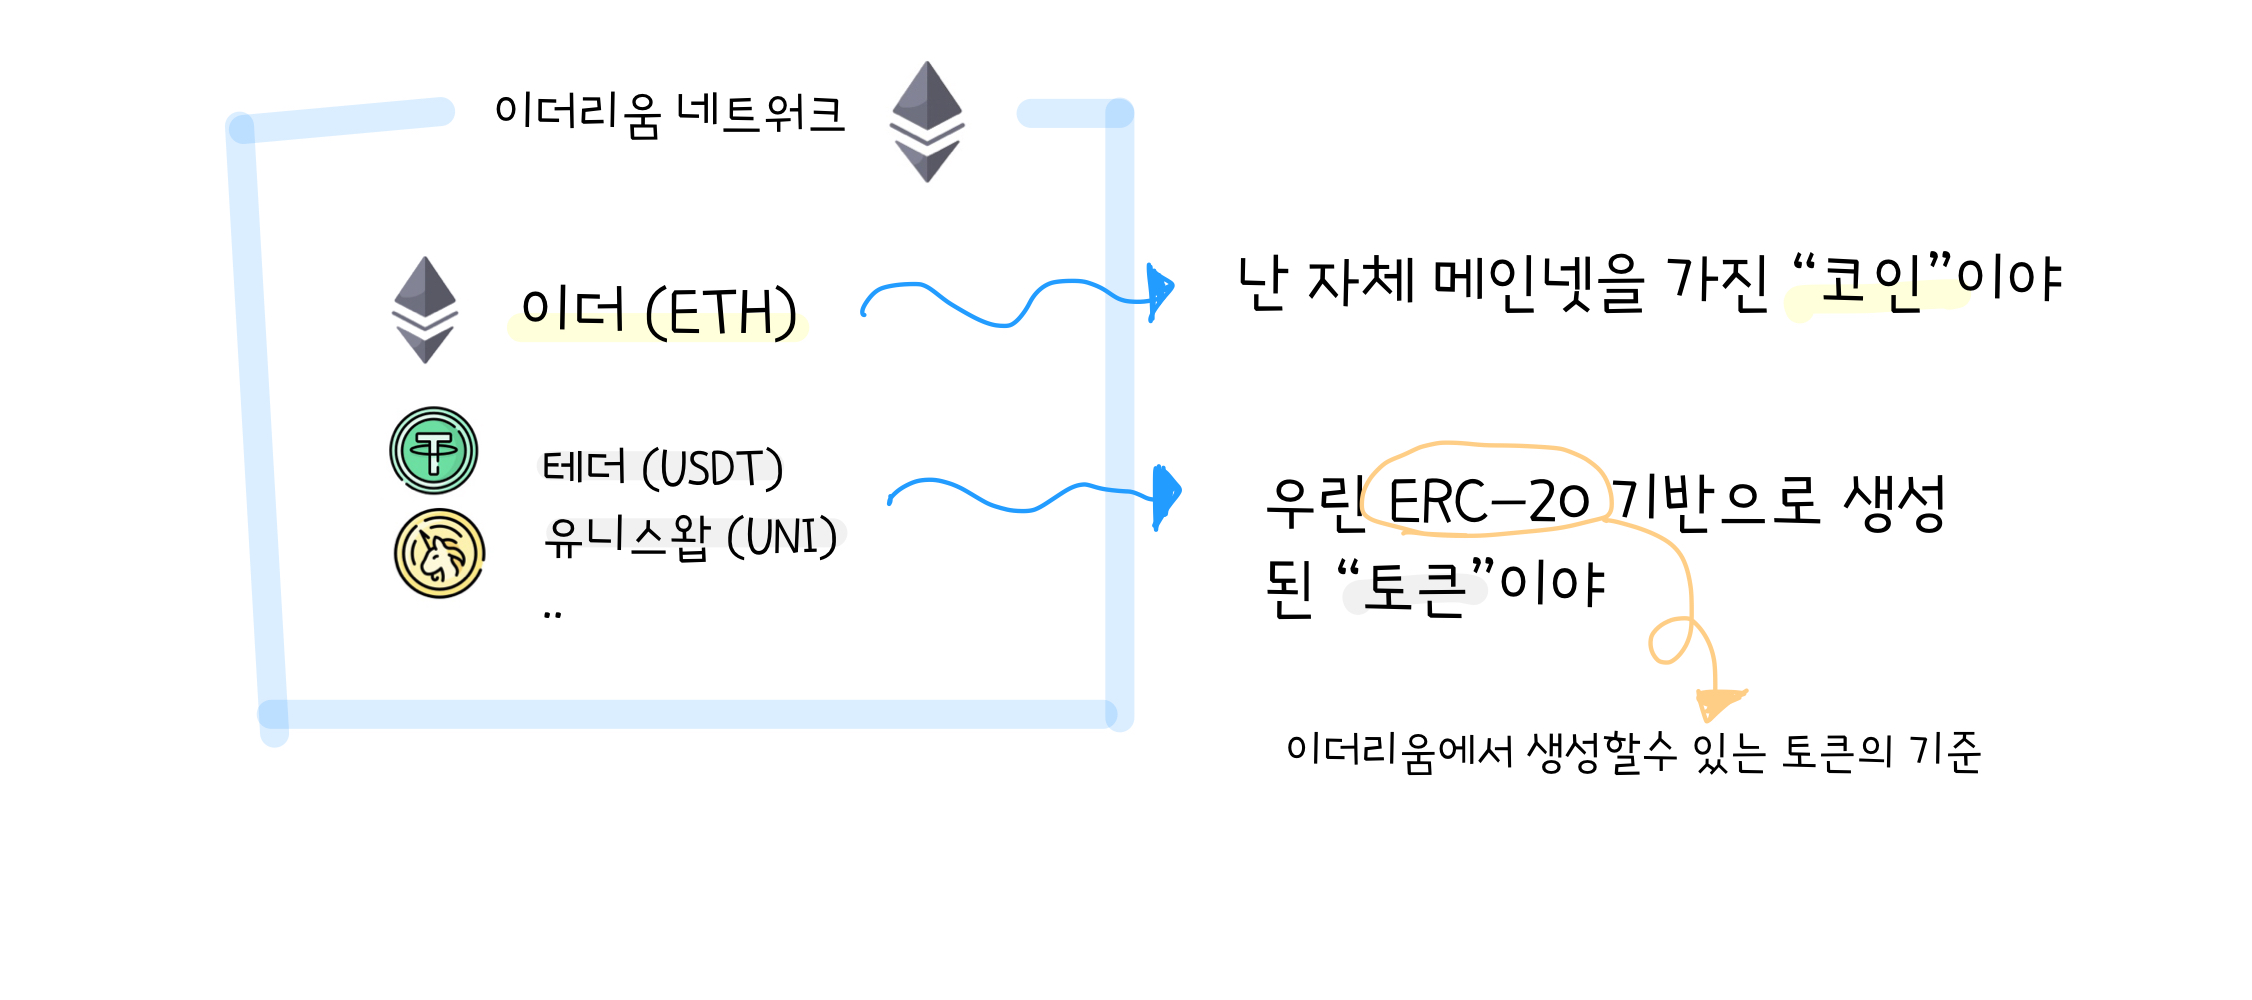 이더리움 네트워크
이더 (ETH)
난 자체 메인넷을 가진 “코인”이야
테더 (USDT)
유니스왑 (UNI)
..
우린 ERC-20 기반으로 생성
된 “토큰”이야
이더리움에서 생성할수 있는 토큰의 기준